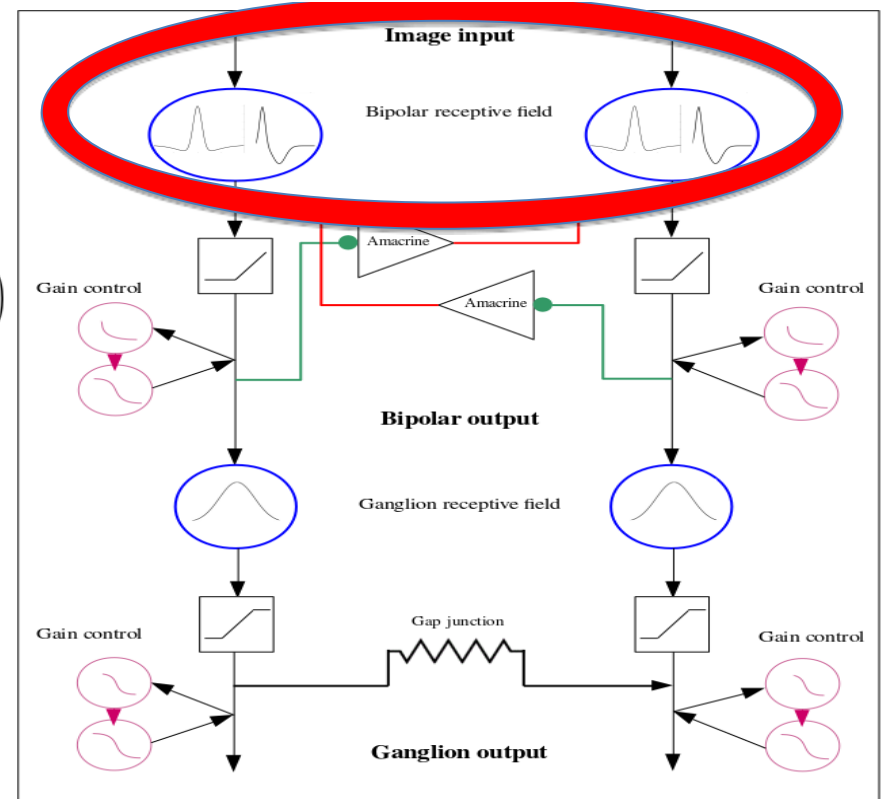 Image input
Bipolar receptive field
Amacrine
Gain control
Gain control
Amacrine
Bipolar output
Ganglion receptive field
Gap junction
Gain control
Gain control
Ganglion output